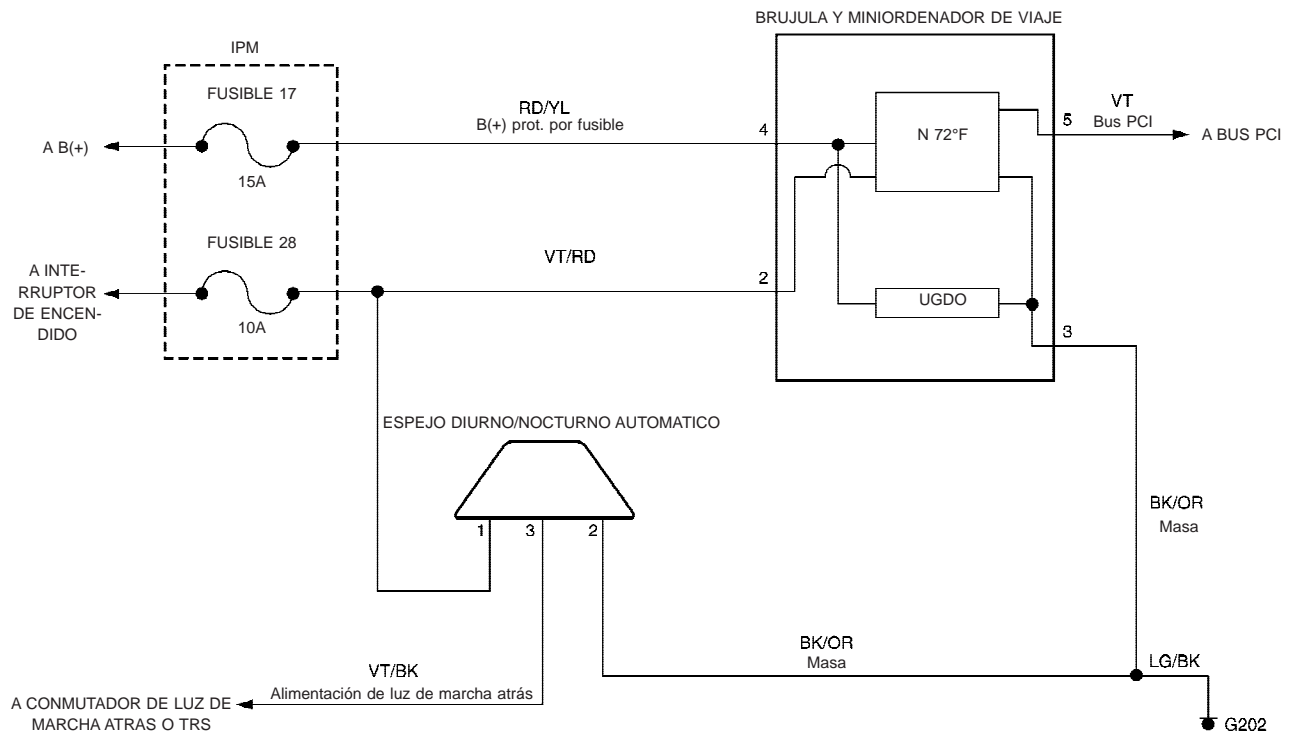 BRUJULA Y MINIORDENADOR DE VIAJE
IPM
FUSIBLE 17
RD/YL
B(+) prot. por fusible
A B(+)
15A
4
N 72°F
5
VT
Bus PCI
A BUS PCI
FUSIBLE 28
VT/RD
2
A INTE-
RRUPTOR
DE ENCEN-
DIDO
10A
UGDO
3
ESPEJO DIURNO/NOCTURNO AUTOMATICO
1
3
2
BK/OR
Masa
BK/OR
Masa
LG/BK
VT/BK
Alimentación de luz de marcha atrás
A CONMUTADOR DE LUZ DE
MARCHA ATRAS O TRS
G202